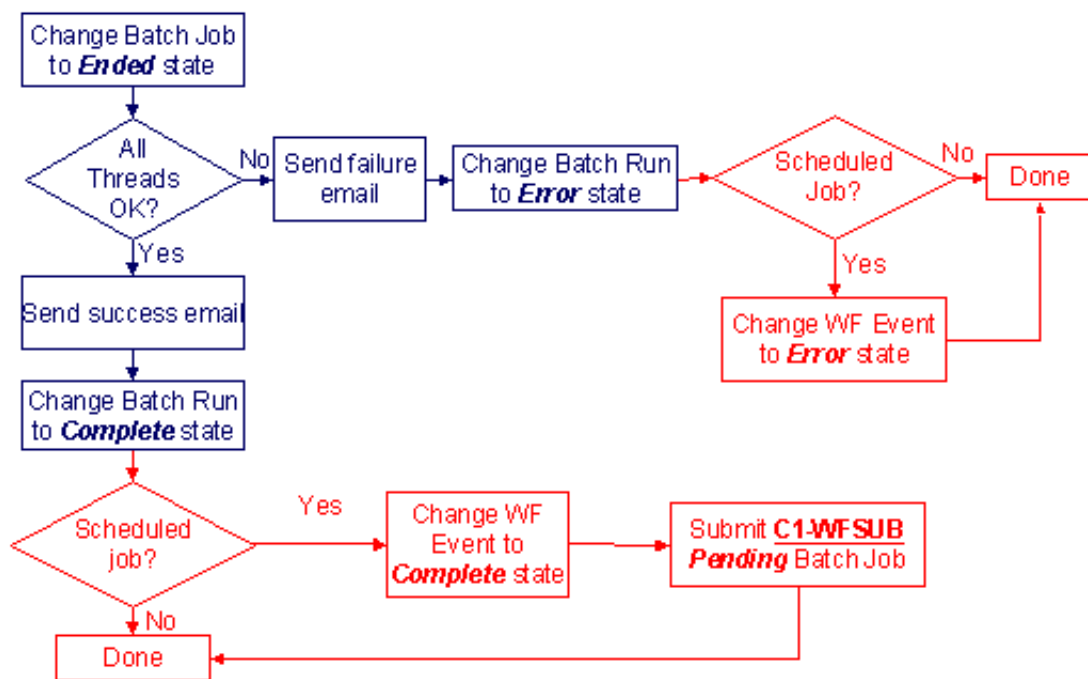 Change Batch Job
to Ended state
All
Threads
OK?
No
Send failure
email
Change Batch Run
to Error state
Scheduled
Job?
No
Done
Yes
Change WF Event
to Error state
Yes
Send success email
Change Batch Run
to Complete state
Scheduled
job?
Yes
Change WF
Event to
Complete state
Submit C1-WFSUB
Pending Batch Job
No
Done